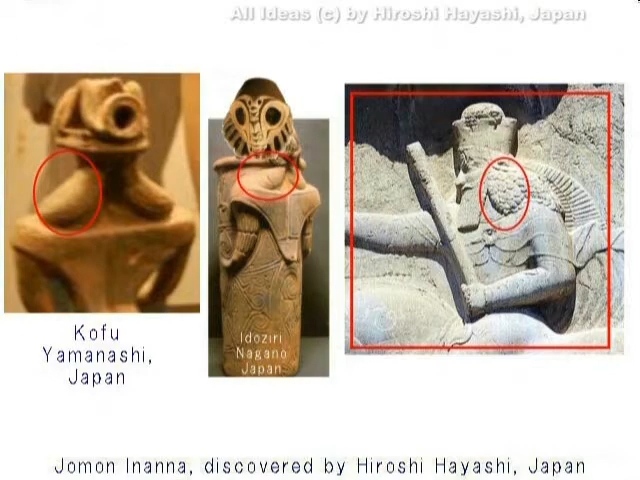 All Ideas (c) by Hiroshi Hayashi, Japan
Kofu
Yamanashi,
Japan
Idoziri
Nagano
Japan
Jomon Inanna, discovered by Hiroshi Hayashi, Japan